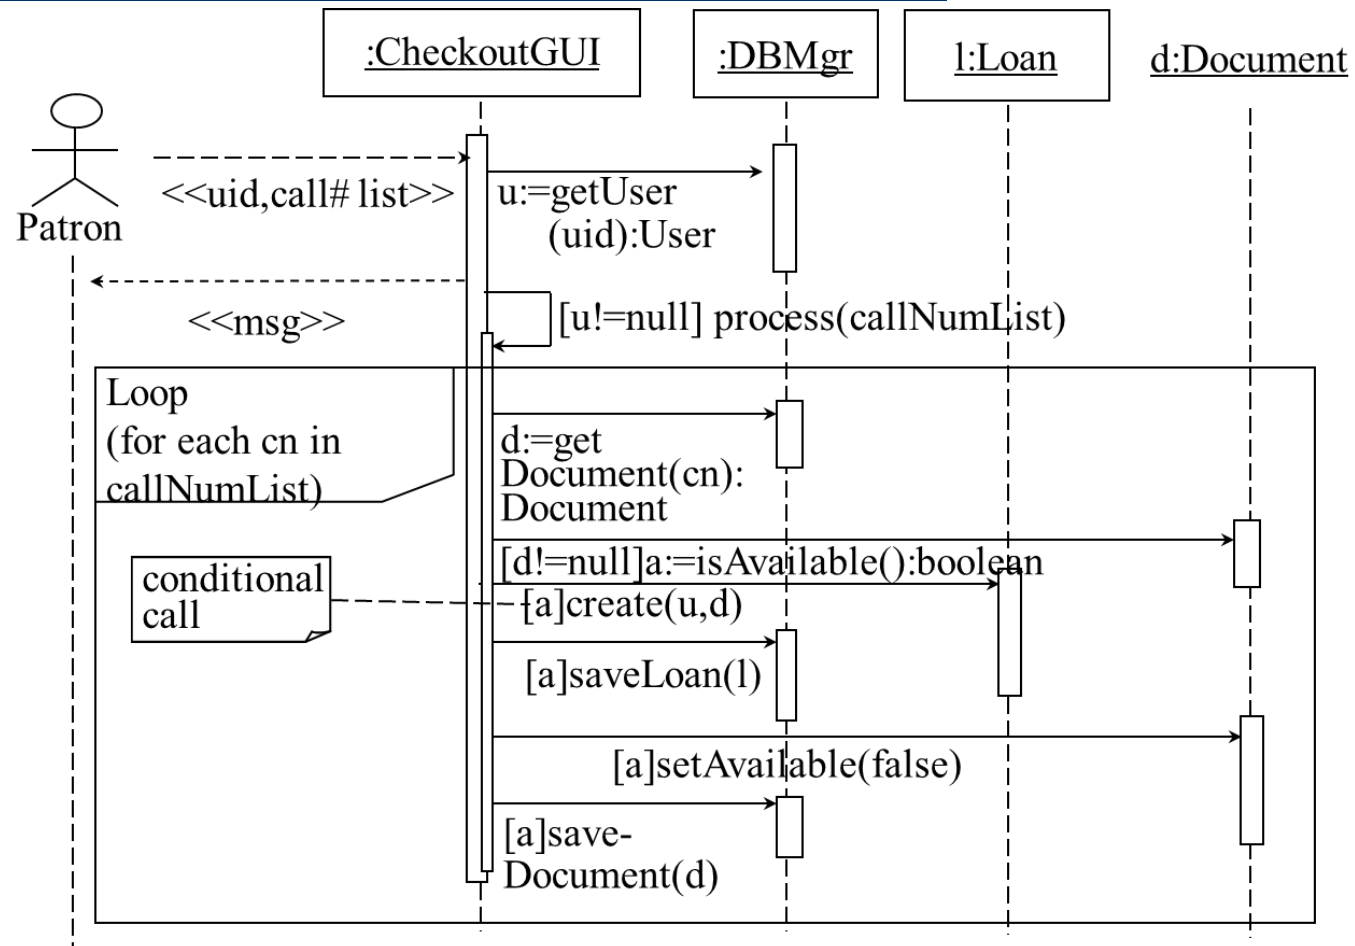 :CheckoutGUI
:DBMgr
l:Loan
d:Document
Patron
<<uid,call# list>>
u:=getUser
(uid):User
<<msg>>
[u!=null] process(callNumList)
Loop
(for each cn in
callNumList)
d:=get
Document(cn):
Document
[d!=null]a:=isAvailable():boolean
conditional
call
[a]create(u,d)
[a]saveLoan(l)
[a]setAvailable(false)
[a]save-
Document(d)